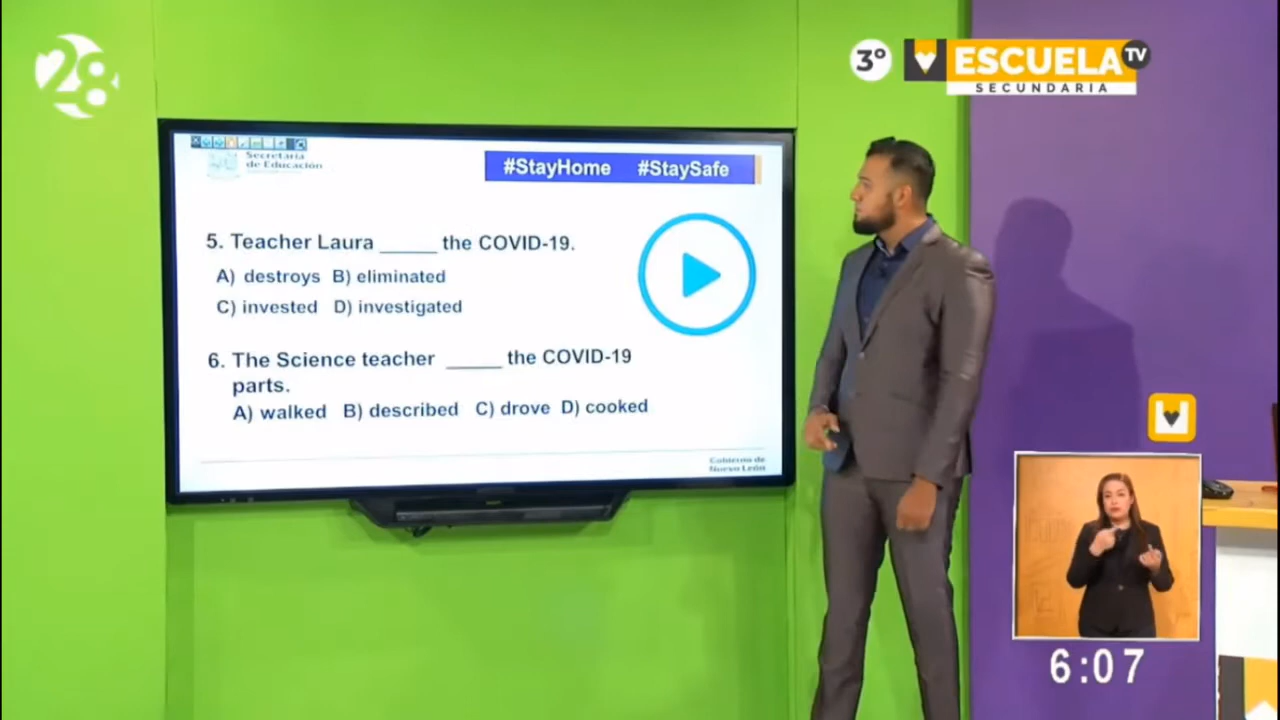 28
3º ESCUELA TV
SECUNDARIA
Secretaría
de Educación
#StayHome #StaySafe
5. Teacher Laura _____ the COVID-19.
A) destroys B) eliminated
C) invested D) investigated
6. The Science teacher _____ the COVID-19
parts.
A) walked B) described C) drove D) cooked
Gobierno de
Nuevo León
6:07